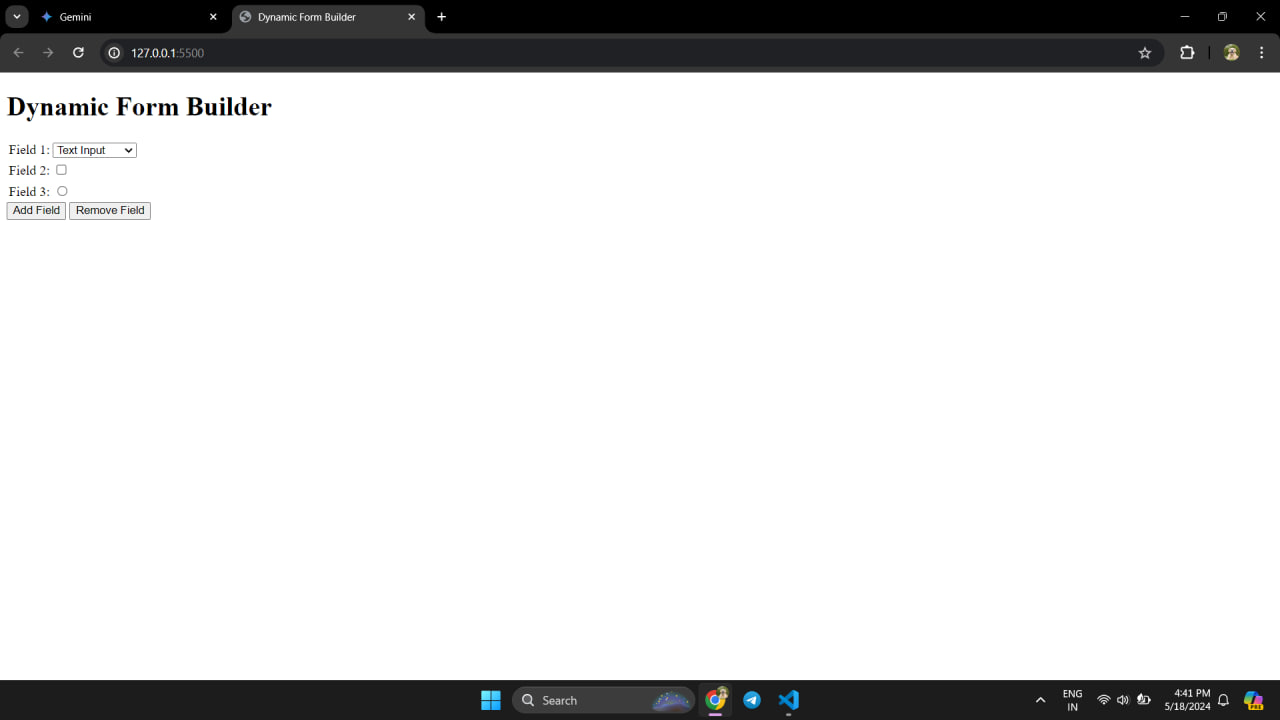 Gemini
Dynamic Form Builder
127.0.0.1:5500
Dynamic Form Builder
Field 1: Text Input
Field 2:
Field 3:
Add Field Remove Field
Search
ENG
IN
4:41 PM
5/18/2024
PRE